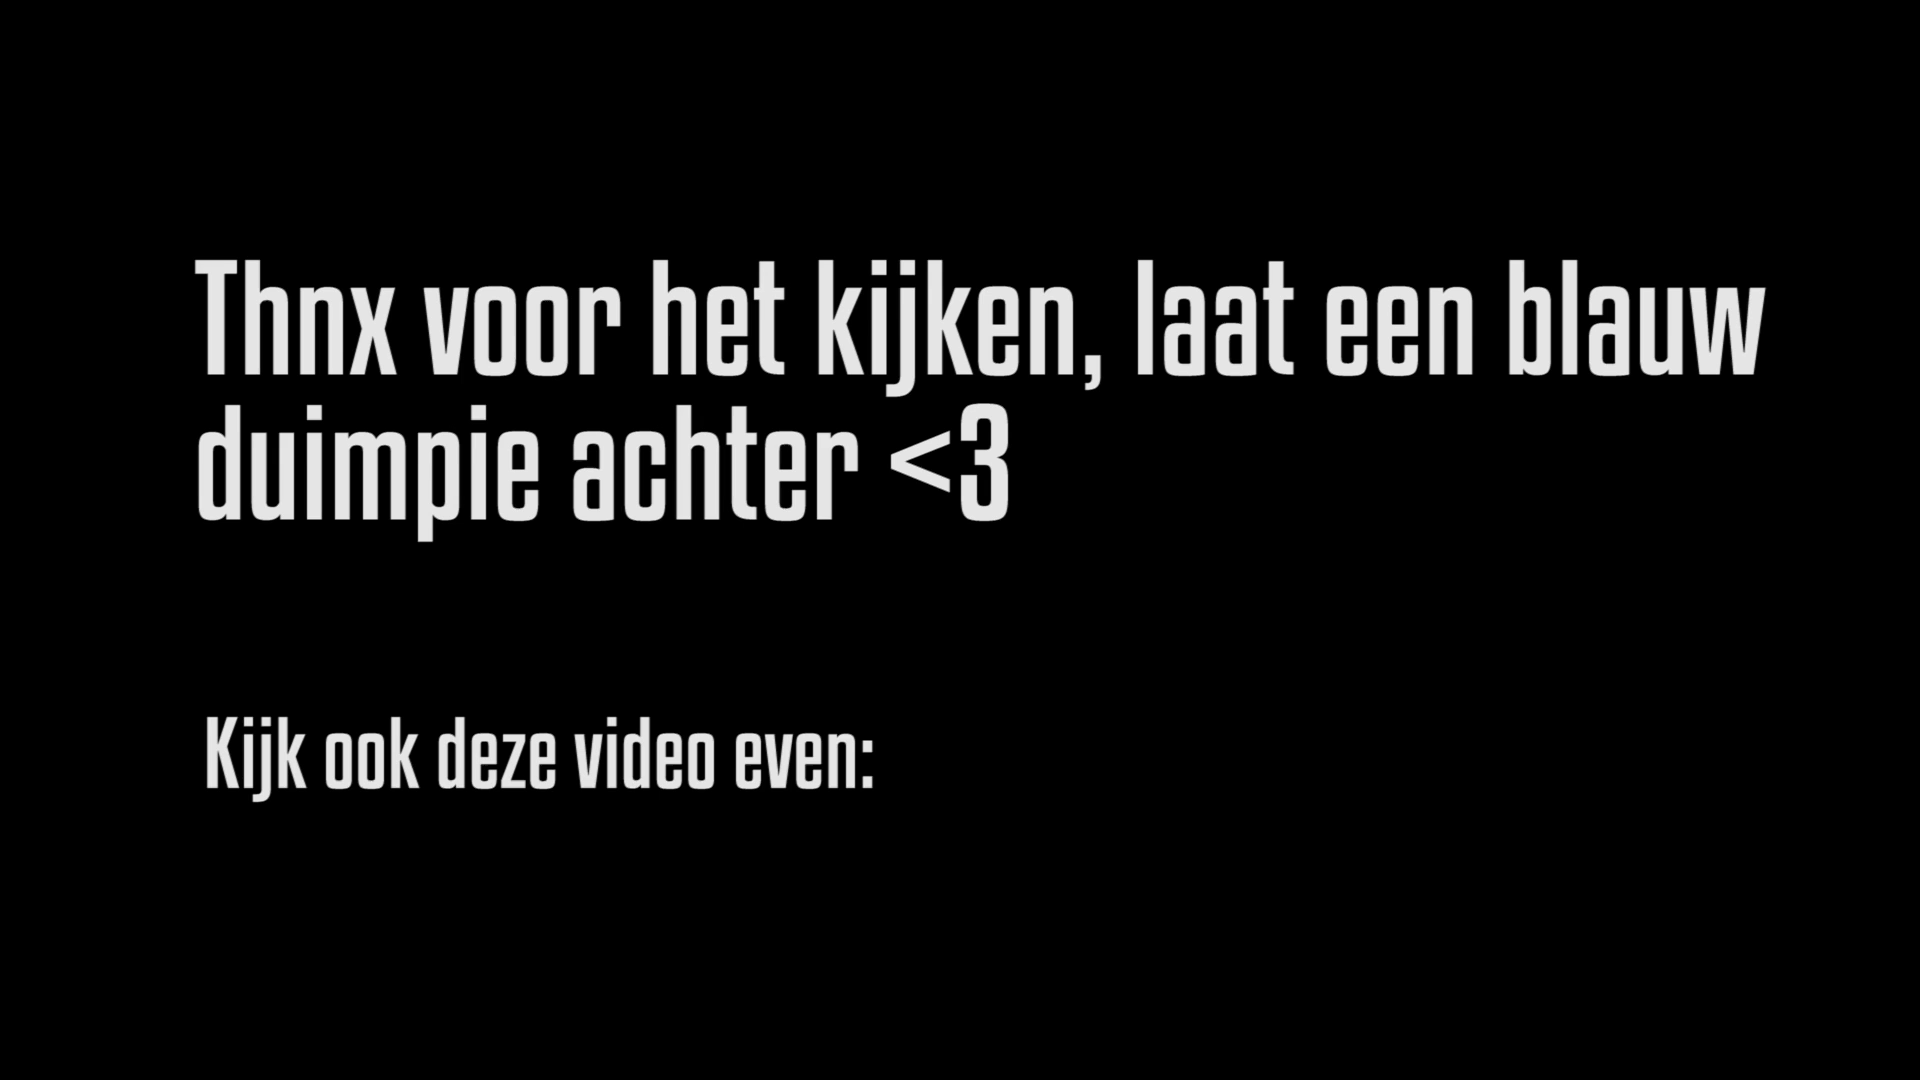 Thnx voor het kijken, laat een blauw
duimpie achter <3
Kijk ook deze video even: